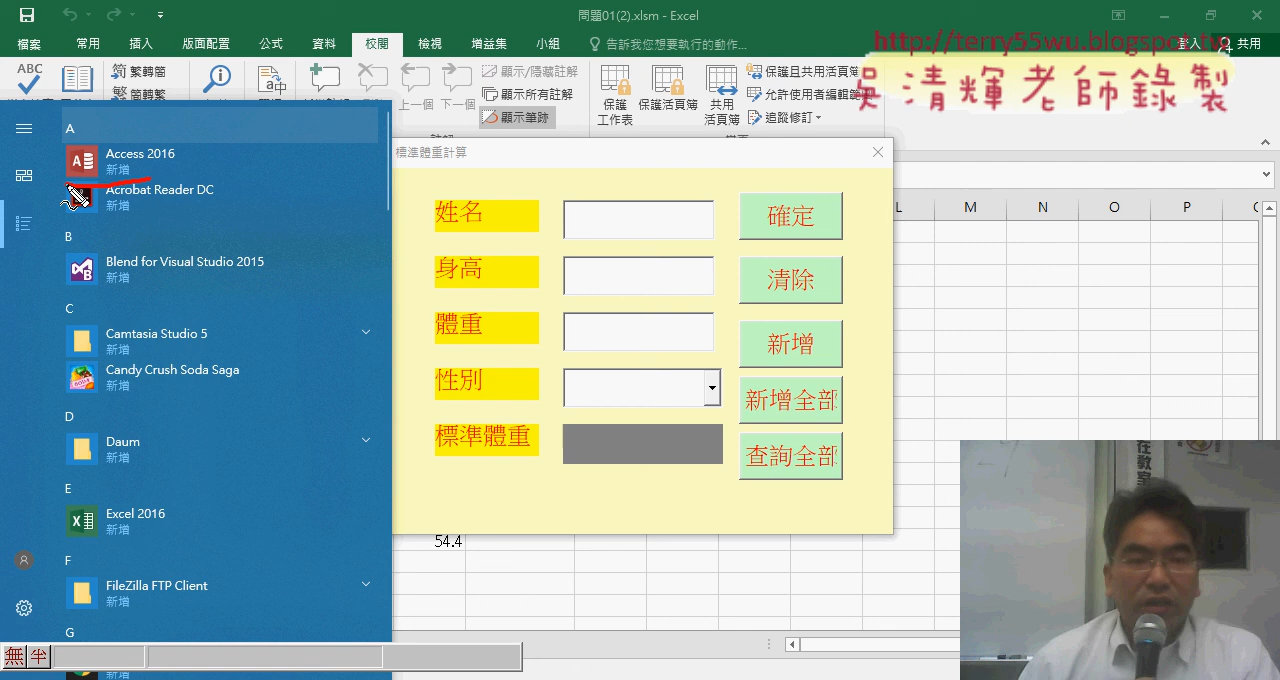 問題01(2).xlsm - Excel
檔案 常用 插入 版面配置 公式 資料 校閱 檢視 增益集 小組 告訴我您想要執行的動作... 登入 共用
http://terry55wu.blogspot.tw
吳清輝老師錄製
ABC
繁轉簡
簡轉繁
上一個 下一個
顯示/隱藏註解
顯示所有註解
顯示筆跡
保護
工作表
保護活頁簿
共用
活頁簿
保護且共用活頁簿
允許使用者編輯範圍
追蹤修訂
A
Access 2016
新增
Acrobat Reader DC
新增
B
Blend for Visual Studio 2015
新增
C
Camtasia Studio 5
新增
Candy Crush Soda Saga
新增
D
Daum
新增
E
Excel 2016
新增
F
FileZilla FTP Client
新增
G
新增
標準體重計算
姓名
身高
體重
性別
標準體重
確定
清除
新增
新增全部
查詢全部
L M N O P
54.4
無 半
在教室